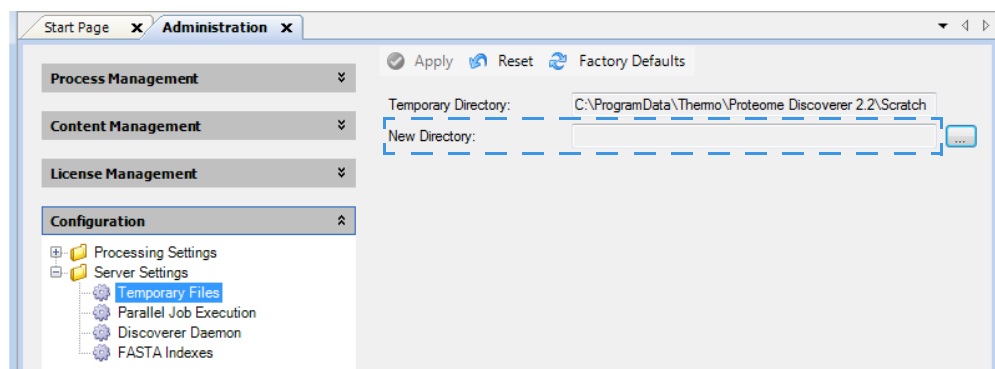 Start Page x Administration x
Apply Reset Factory Defaults
Process Management
Temporary Directory: C:\ProgramData\Thermo\Proteome Discoverer 2.2\Scratch
Content Management
New Directory: ...
License Management
Configuration
Processing Settings
Server Settings
Temporary Files
Parallel Job Execution
Discoverer Daemon
FASTA Indexes